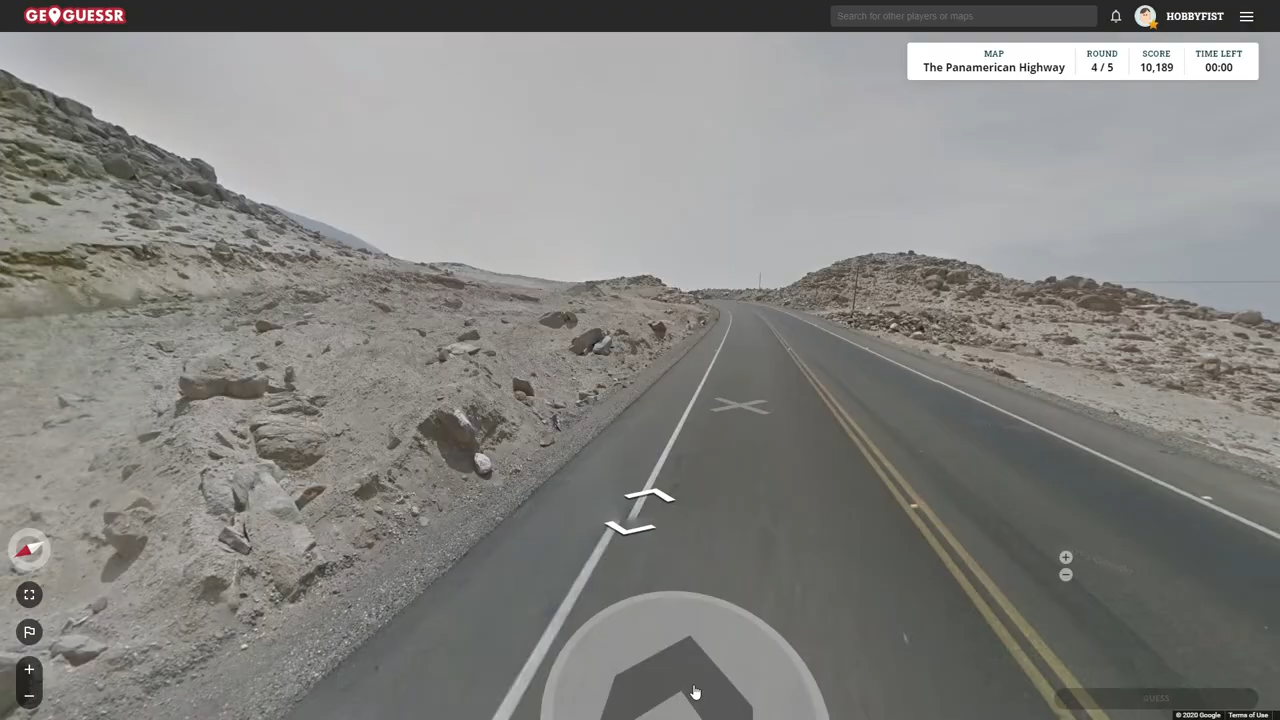 GEOGUESSR
Search for other players or maps
HOBBYFIST
MAP
The Panamerican Highway
ROUND
4 / 5
SCORE
10,189
TIME LEFT
00:00
GUESS
© 2020 Google
Terms of Use